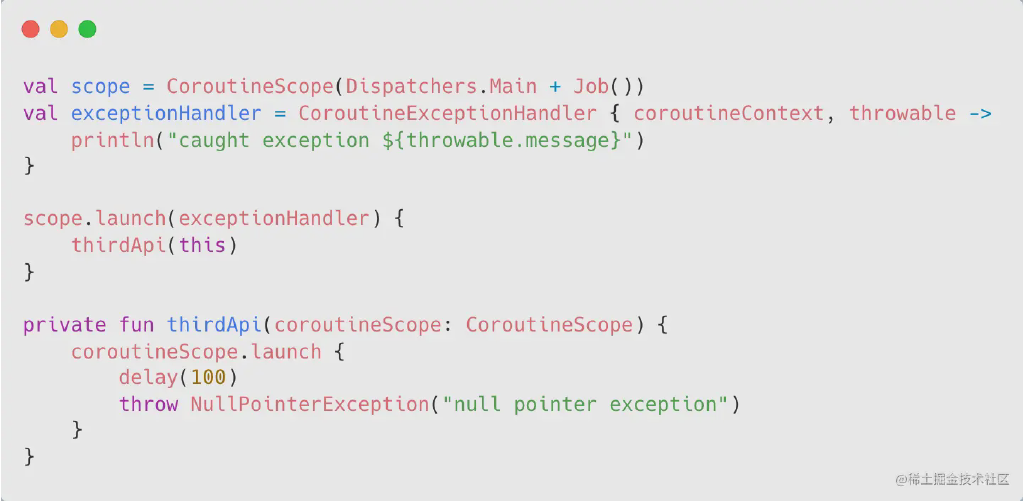 val scope = CoroutineScope(Dispatchers.Main + Job())
val exceptionHandler = CoroutineExceptionHandler { coroutineContext, throwable ->
    println("caught exception ${throwable.message}")
}

scope.launch(exceptionHandler) {
    thirdApi(this)
}

private fun thirdApi(coroutineScope: CoroutineScope) {
    coroutineScope.launch {
        delay(100)
        throw NullPointerException("null pointer exception")
    }
}
@稀土掘金技术社区